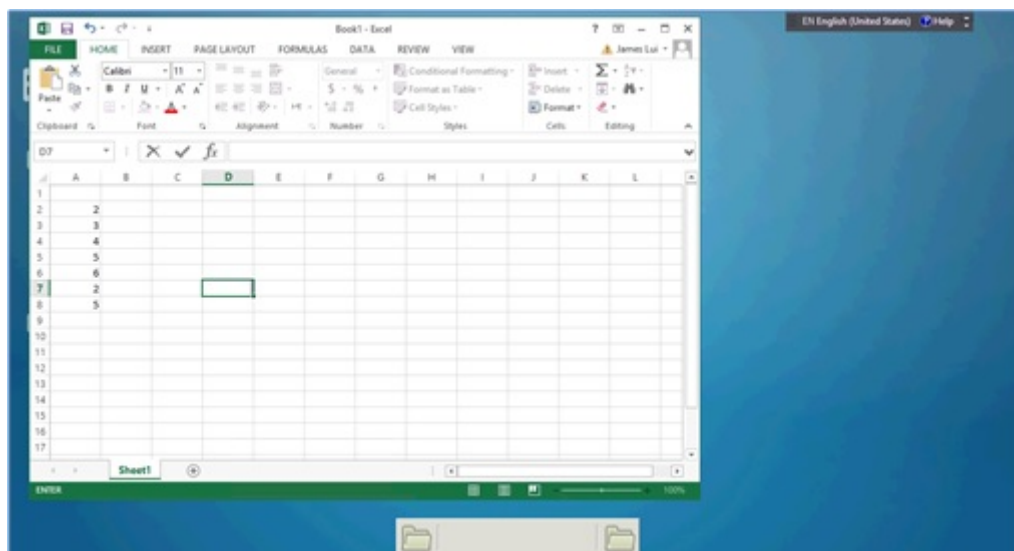 EN English (United States) Help
Book1 - Excel
FILE HOME INSERT PAGE LAYOUT FORMULAS DATA REVIEW VIEW James Lui
Calibri 11 General Conditional Formatting Insert
Paste B I U A A $ % Format as Table Delete
A Cell Styles Format
Clipboard Font Alignment Number Styles Cells Editing
D7 fx
A B C D E F G H I J K L
1
2 2
3 3
4 4
5 5
6 6
7 2
8 5
9
10
11
12
13
14
15
16
17
Sheet1
ENTER 100%